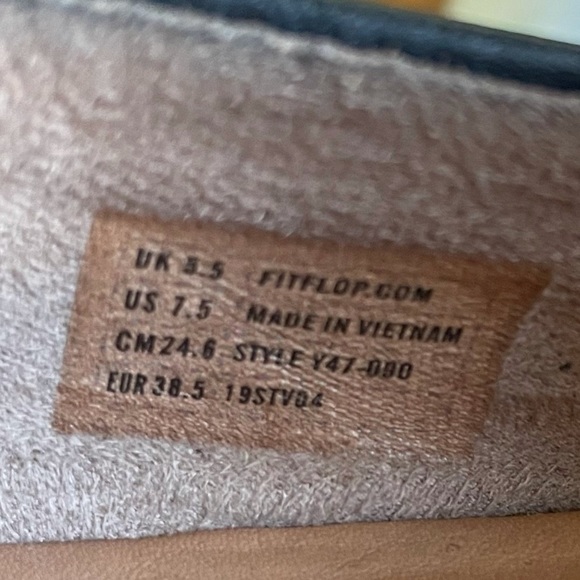 UK 5.5 FITFLOP.COM
US 7.5 MADE IN VIETNAM
CM 24.6 STYLE Y47-090
EUR 38.5 19STV04